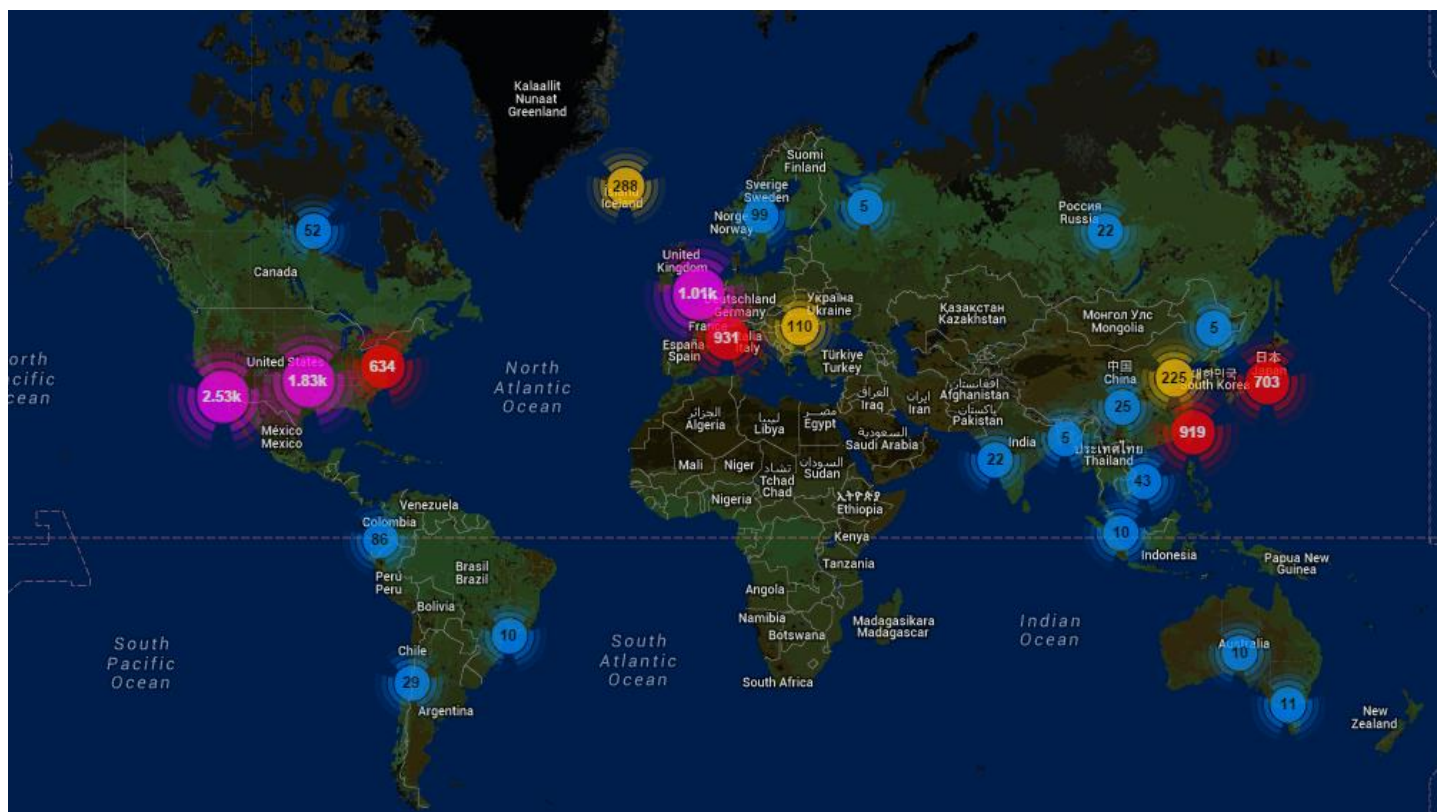 Kalaallit
Nunaat
Greenland
288
Iceland
Suomi
Finland
Sverige
Sweden
99
Norge
Norway
5
Россия
Russia
22
52
Canada
United
Kingdom
1.01k
Deutschland
Germany
Україна
Ukraine
110
Қазақстан
Kazakhstan
Монгол Улс
Mongolia
5
France
931
Italy
España
Spain
Türkiye
Turkey
United States
634
1.83k
2.53k
North
Atlantic
Ocean
中国
China
225
대한민국
South Korea
日本
Japan
703
25
919
México
Mexico
الجزائر
Algeria
ليبيا
Libya
مصر
Egypt
العراق
Iraq
ایران
Iran
افغانستان
Afghanistan
پاکستان
Pakistan
السعودية
Saudi Arabia
India
22
5
ประเทศไทย
Thailand
43
Mali
Niger
تشاد
Tchad
Chad
السودان
Sudan
Nigeria
ኢትዮጵያ
Ethiopia
Kenya
Tanzania
Venezuela
Colombia
86
10
Indonesia
Papua New
Guinea
Perú
Peru
Brasil
Brazil
Bolivia
Angola
Namibia
Botswana
Madagasikara
Madagascar
South Africa
South
Pacific
Ocean
Chile
29
10
Argentina
South
Atlantic
Ocean
Indian
Ocean
Australia
10
11
New
Zealand